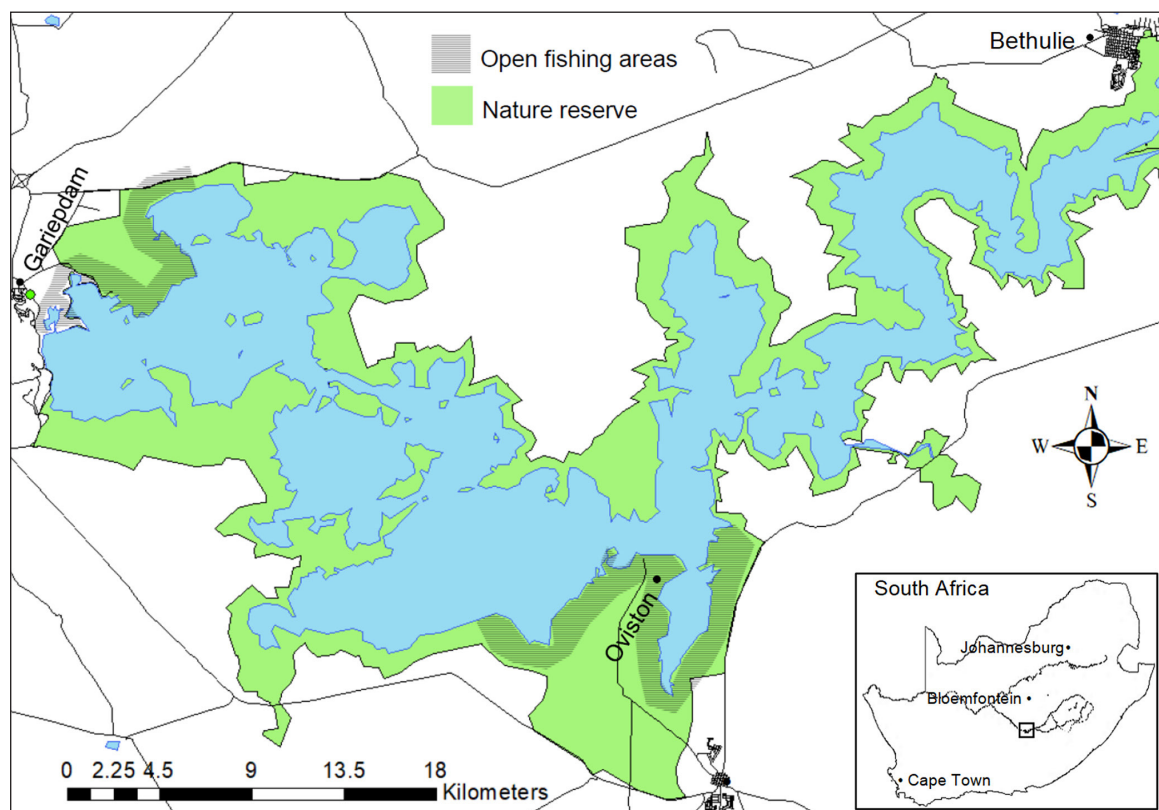 Bethulie
Open fishing areas
Nature reserve
Gariepdam
N
W E
S
Oviston
South Africa
Johannesburg
Bloemfontein
Cape Town
0 2.25 4.5 9 13.5 18
Kilometers